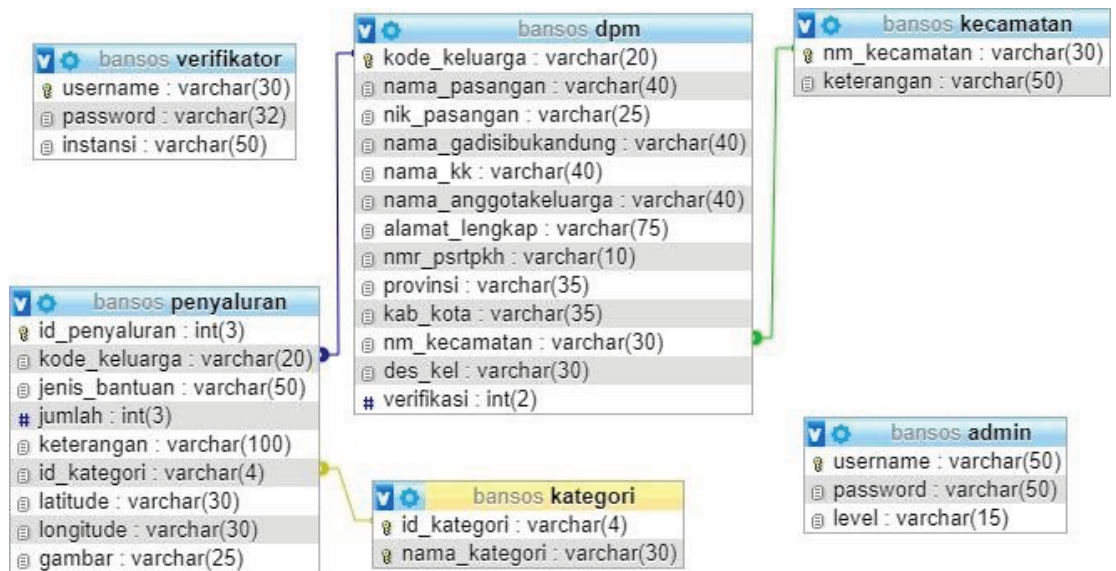 bansos verifikator
username : varchar(30)
password : varchar(32)
instansi : varchar(50)
bansos dpm
kode_keluarga : varchar(20)
nama_pasangan : varchar(40)
nik_pasangan : varchar(25)
nama_gadisibukandung : varchar(40)
nama_kk : varchar(40)
nama_anggotakeluarga : varchar(40)
alamat_lengkap : varchar(75)
nmr_psrtpkh : varchar(10)
provinsi : varchar(35)
kab_kota : varchar(35)
nm_kecamatan : varchar(30)
des_kel : varchar(30)
# verifikasi : int(2)
bansos kecamatan
nm_kecamatan : varchar(30)
keterangan : varchar(50)
bansos penyaluran
id_penyaluran : int(3)
kode_keluarga : varchar(20)
jenis_bantuan : varchar(50)
# jumlah : int(3)
keterangan : varchar(100)
id_kategori : varchar(4)
latitude : varchar(30)
longitude : varchar(30)
gambar : varchar(25)
bansos kategori
id_kategori : varchar(4)
nama_kategori : varchar(30)
bansos admin
username : varchar(50)
password : varchar(50)
level : varchar(15)